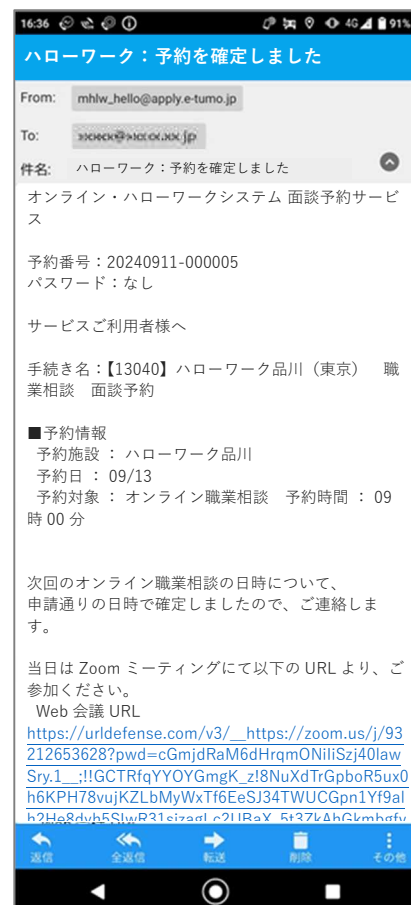 16:36 4G 91%
ハローワーク：予約を確定しました
From: mhlw_hello@apply.e-tumo.jp
To: jp
件名: ハローワーク：予約を確定しました
オンライン・ハローワークシステム 面談予約サービ
ス
予約番号：20240911-000005
パスワード：なし
サービスご利用者様へ
手続き名：【13040】ハローワーク品川（東京）　職
業相談　面談予約
■予約情報
予約施設 ： ハローワーク品川
予約日 ： 09/13
予約対象 ： オンライン職業相談　予約時間 ： 09
時 00 分
次回のオンライン職業相談の日時について、
申請通りの日時で確定しましたので、ご連絡しま
す。
当日は Zoom ミーティングにて以下の URL より、ご
参加ください。
Web 会議 URL
https://urldefense.com/v3/__https://zoom.us/j/93
212653628?pwd=cGmjdRaM6dHrqmONiliSzj40law
Sry.1__;!!GCTRfqYYOYGmgK_z!8NuXdTrGpboR5ux0
h6KPH78vujKZLbMyWxTf6EeSJ34TWUCGpn1Yf9al
返信 全返信 転送 削除 その他